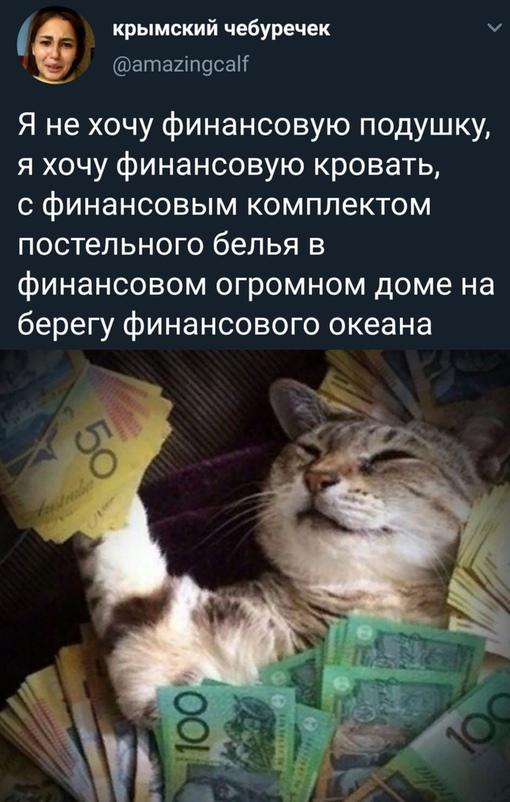 крымский чебуречек
@amazingcalf
Я не хочу финансовую подушку,
я хочу финансовую кровать,
с финансовым комплектом
постельного белья в
финансовом огромном доме на
берегу финансового океана
50
Australia
100
100